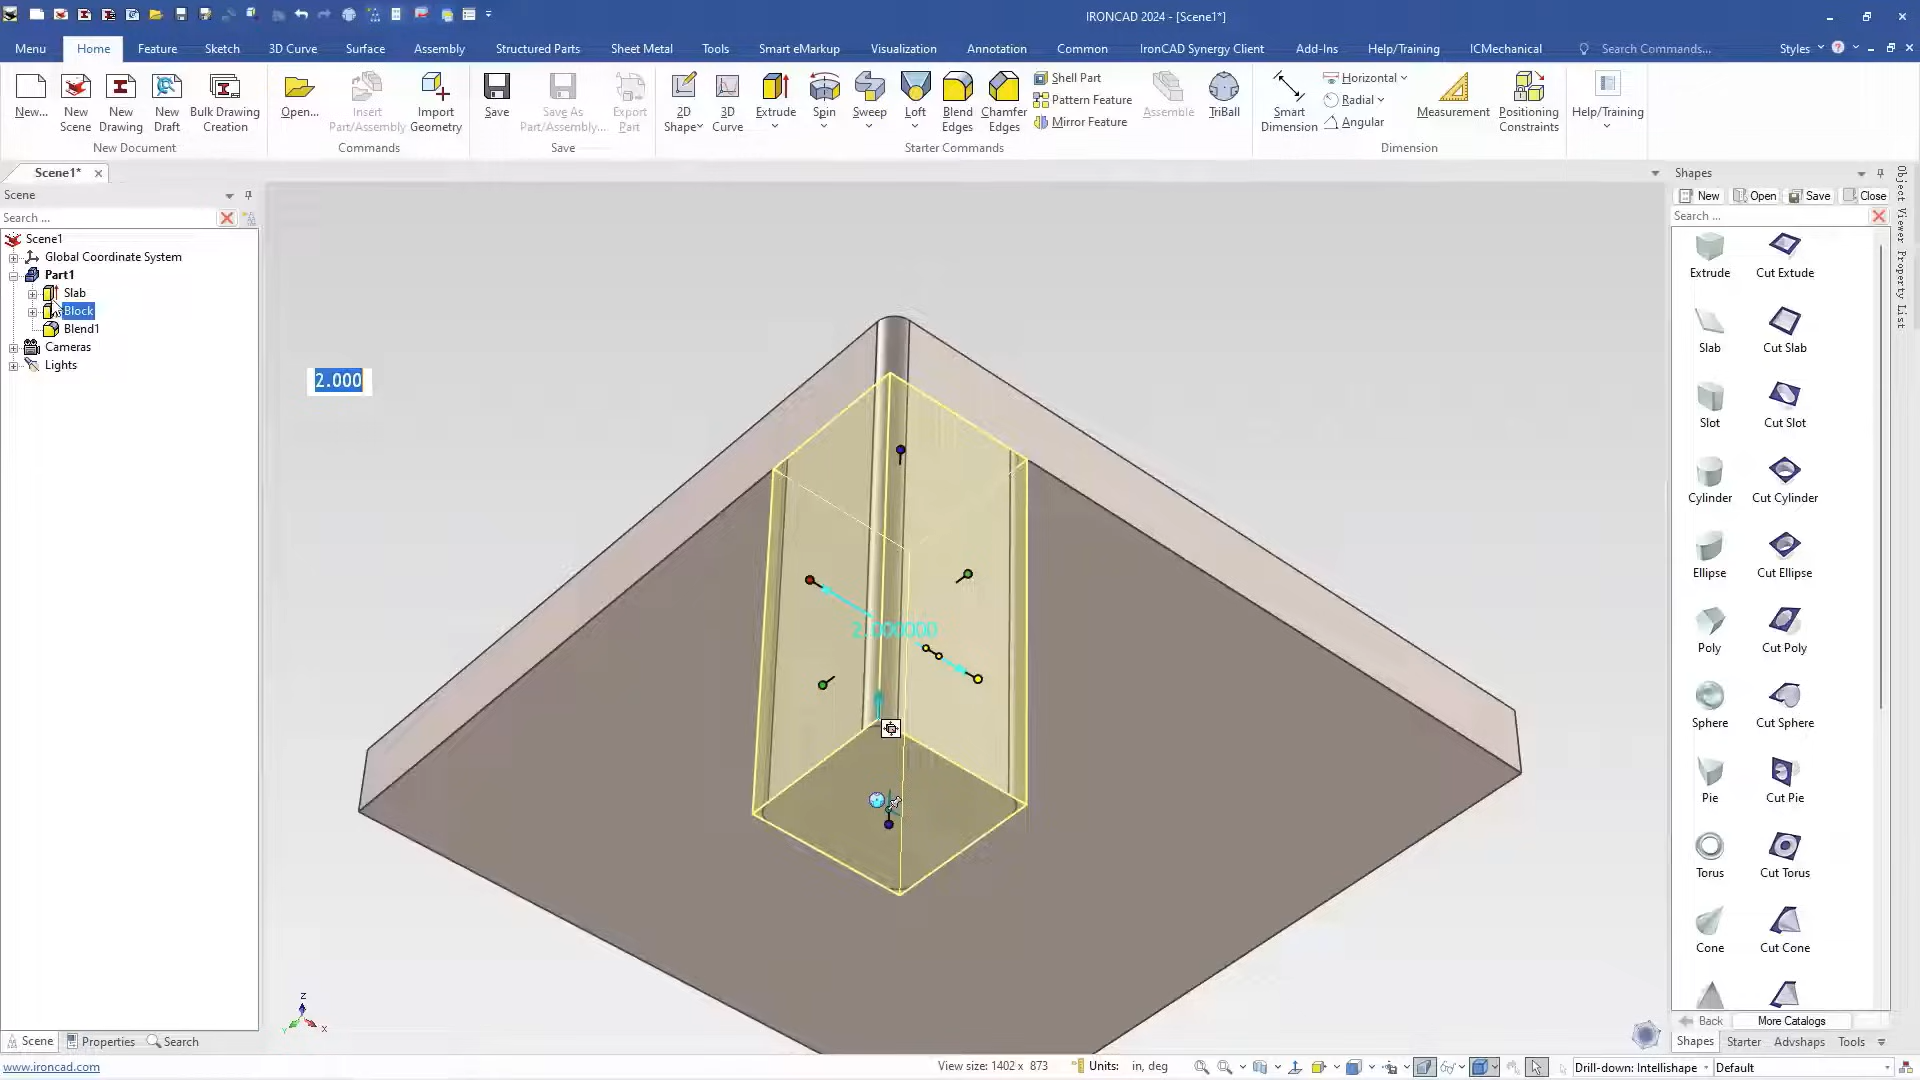 IRONCAD 2024 - [Scene1*]
Menu Home Feature Sketch 3D Curve Surface Assembly Structured Parts Sheet Metal Tools Smart eMarkup Visualization Annotation Common IronCAD Synergy Client Add-Ins Help/Training ICMechanical Search Commands... Styles
New... New Scene New Drawing New Draft Bulk Drawing Creation
New Document
Open... Insert Part/Assembly Import Geometry
Commands
Save Save As Part/Assembly... Export Part
Save
2D Shape 3D Curve Extrude Spin Sweep Loft Blend Edges Chamfer Edges
Shell Part
Pattern Feature
Mirror Feature
Assemble TriBall
Starter Commands
Smart Dimension
Horizontal
Radial
Angular
Measurement Positioning Constraints
Dimension
Help/Training
Scene1*
Scene
Search ...
Scene1
Global Coordinate System
Part1
Slab
Block
Blend1
Cameras
Lights
2.000
2.000000
Z
Y X
Shapes
New Open Save Close
Search ...
Extrude Cut Extude
Slab Cut Slab
Slot Cut Slot
Cylinder Cut Cylinder
Ellipse Cut Ellipse
Poly Cut Poly
Sphere Cut Sphere
Pie Cut Pie
Torus Cut Torus
Cone Cut Cone
Back More Catalogs
Shapes Starter Advshaps Tools
Object Viewer Property List
Scene Properties Search
www.ironcad.com
View size: 1402 x 873
Units: in, deg
Drill-down: Intellishape
Default